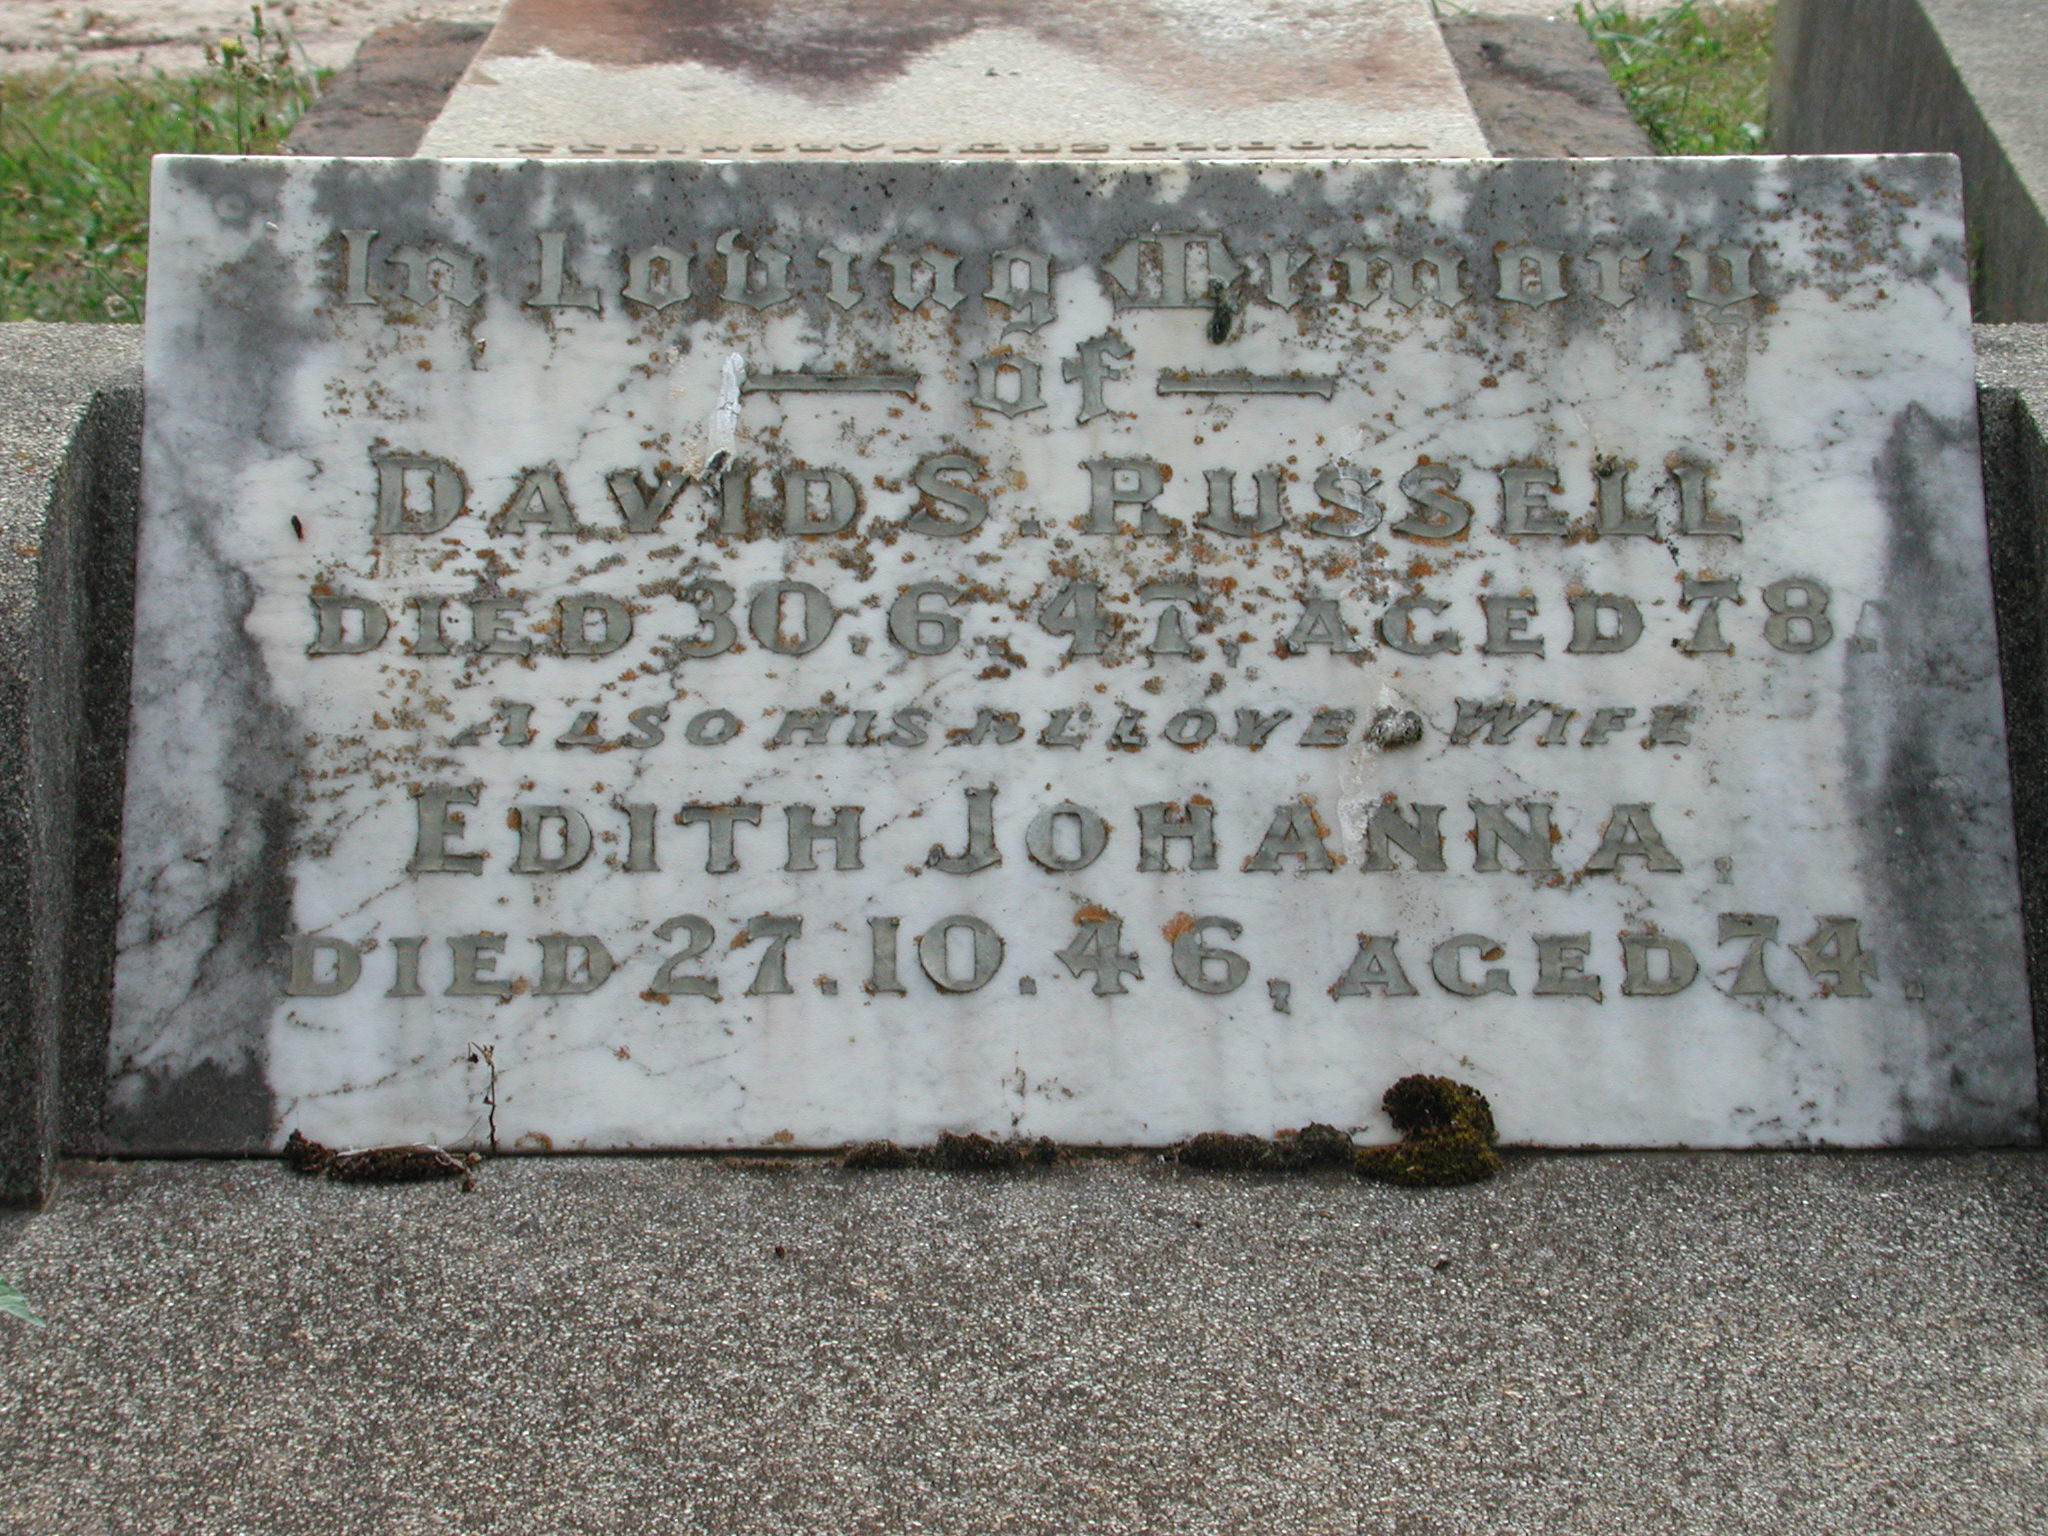 In Loving Memory
— of —
DAVID S. RUSSELL
DIED 30.6.47, AGED 78.
ALSO HIS BELOVED WIFE
EDITH JOHANNA,
DIED 27.10.46, AGED 74.